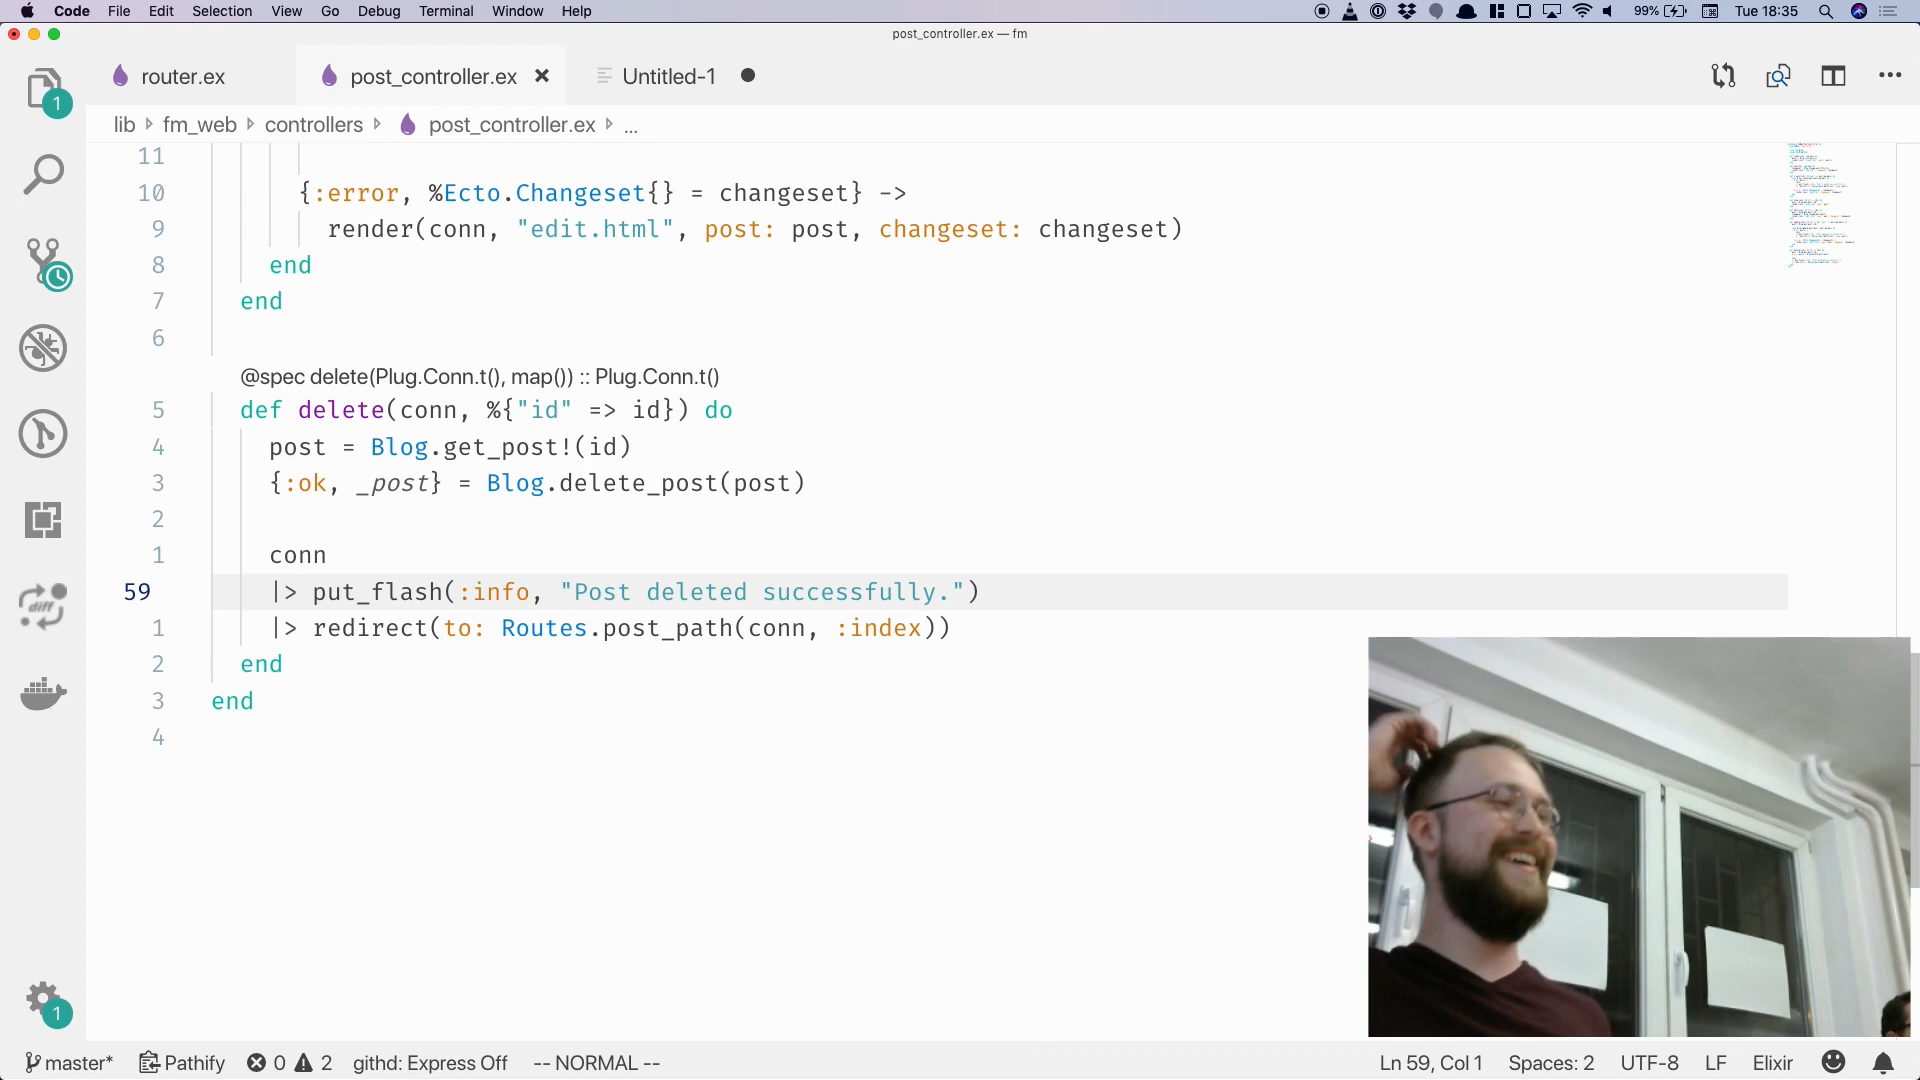 Code File Edit Selection View Go Debug Terminal Window Help 99% Tue 18:35
post_controller.ex — fm
router.ex post_controller.ex Untitled-1
1
lib fm_web controllers post_controller.ex ...
11
10 {:error, %Ecto.Changeset{} = changeset} ->
9 render(conn, "edit.html", post: post, changeset: changeset)
8 end
7 end
6
@spec delete(Plug.Conn.t(), map()) :: Plug.Conn.t()
5 def delete(conn, %{"id" => id}) do
4 post = Blog.get_post!(id)
3 {:ok, _post} = Blog.delete_post(post)
2
1 conn
59 |> put_flash(:info, "Post deleted successfully.")
1 |> redirect(to: Routes.post_path(conn, :index))
2 end
3 end
4
diff
1
master* Pathify 0 2 githd: Express Off -- NORMAL -- Ln 59, Col 1 Spaces: 2 UTF-8 LF Elixir